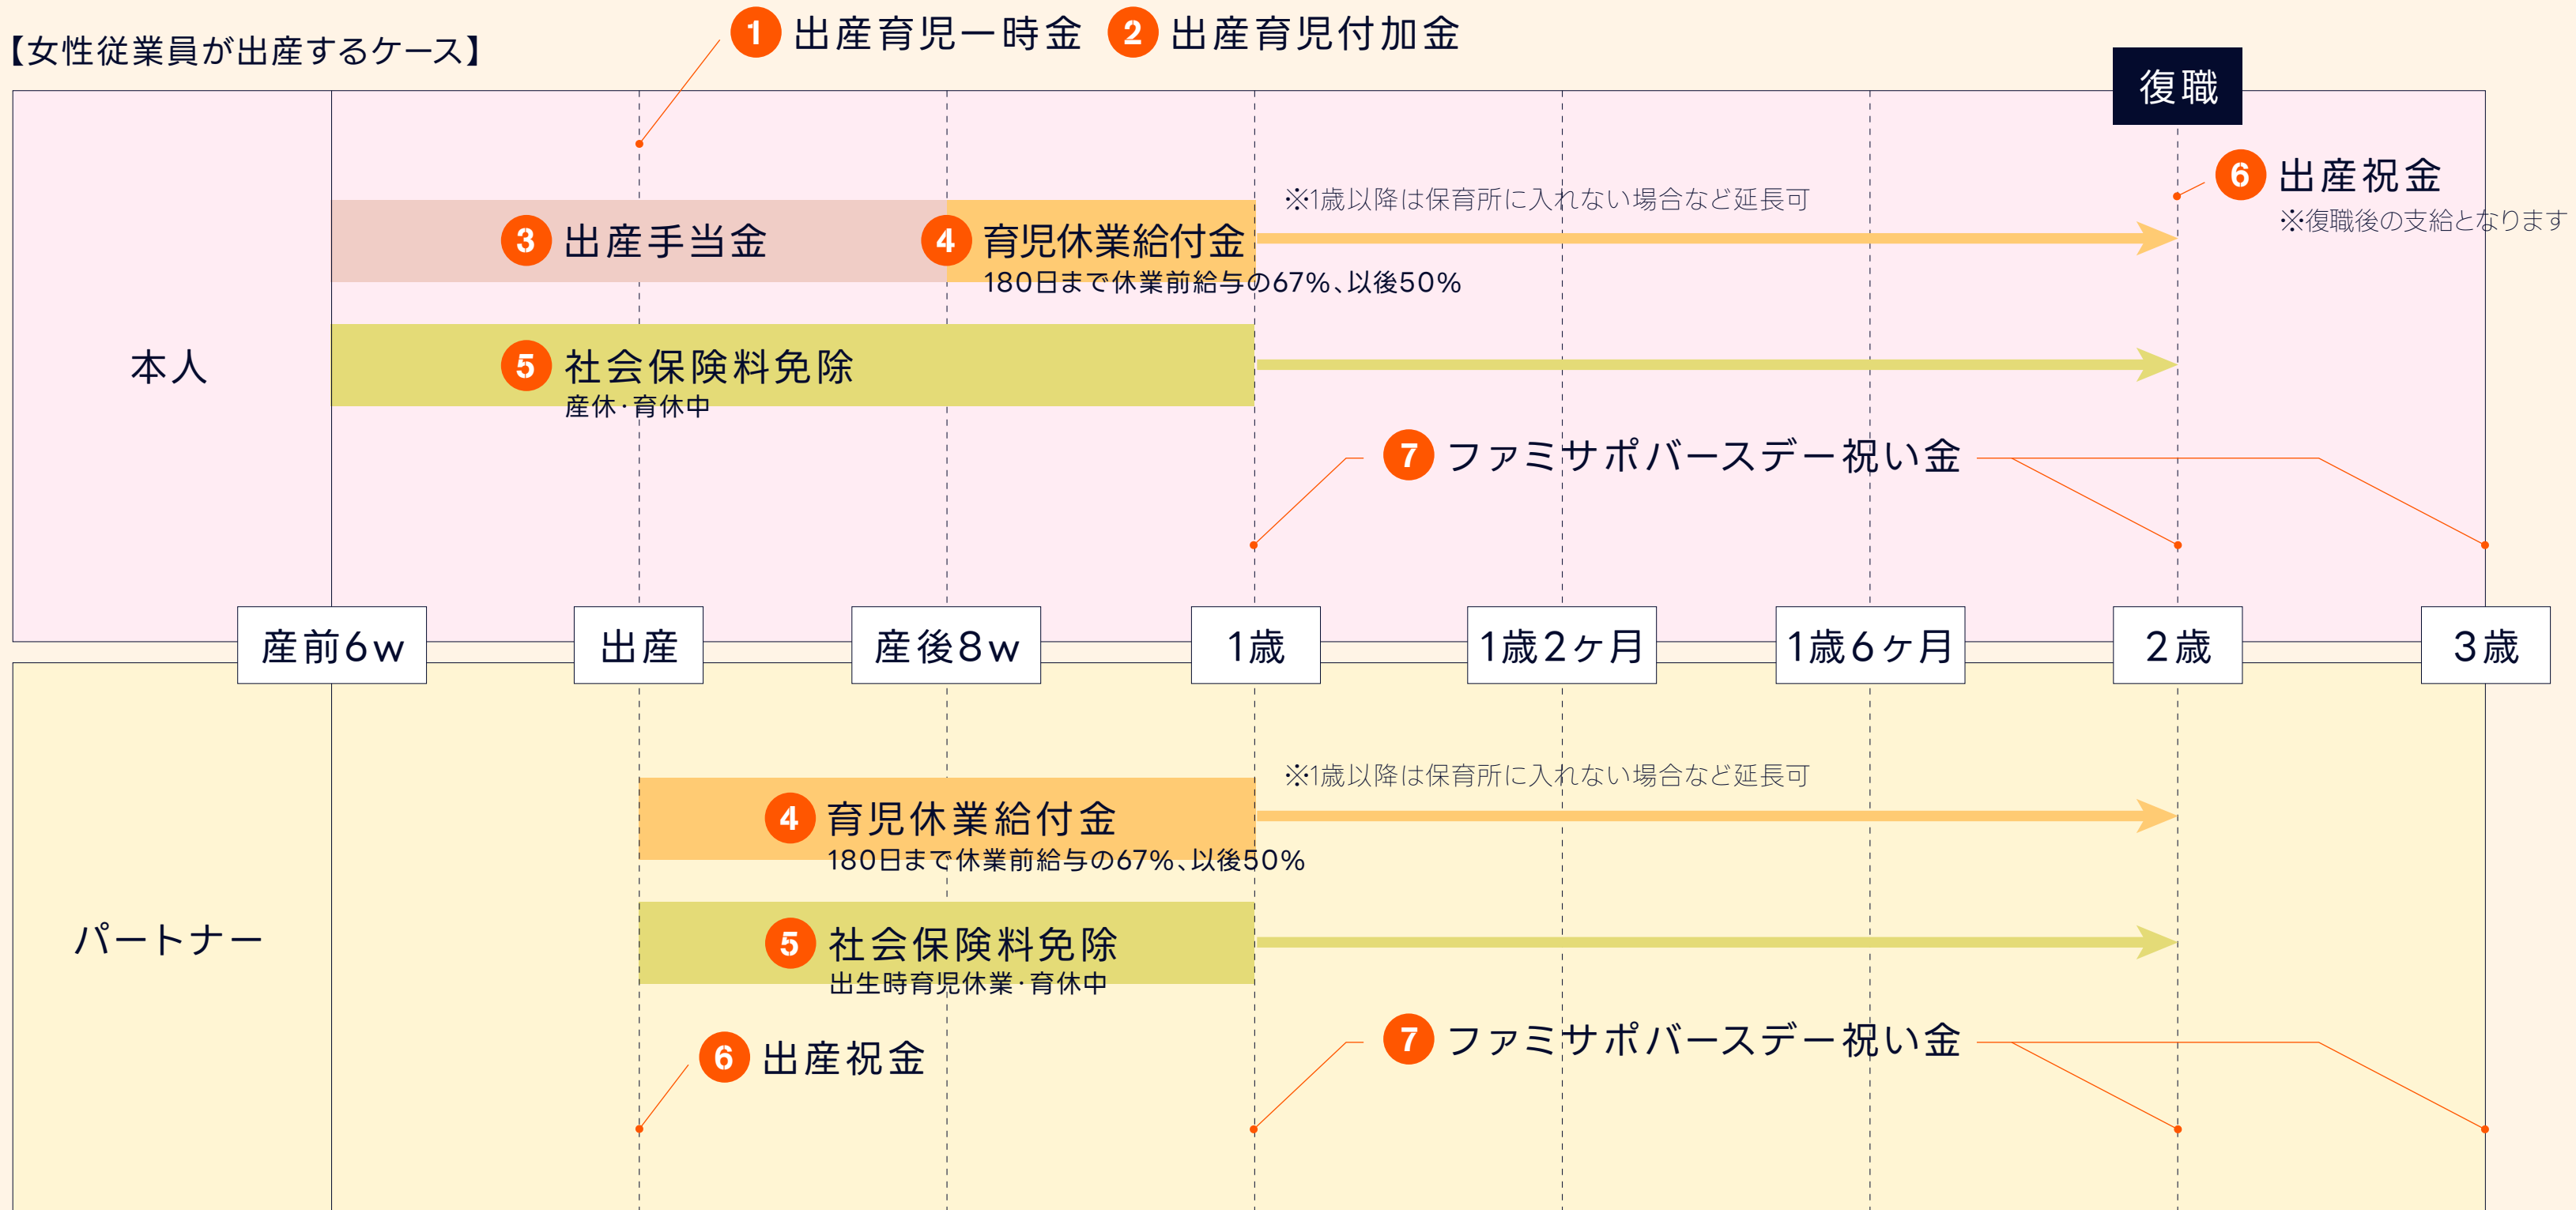 【女性従業員が出産するケース】
1 出産育児一時金 2 出産育児付加金
復職
6 出産祝金
※復職後の支給となります
※1歳以降は保育所に入れない場合など延長可
3 出産手当金
4 育児休業給付金
180日まで休業前給与の67%、以後50%
本人
5 社会保険料免除
産休・育休中
7 ファミサポバースデー祝い金
産前6w
出産
産後8w
1歳
1歳2ヶ月
1歳6ヶ月
2歳
3歳
※1歳以降は保育所に入れない場合など延長可
4 育児休業給付金
180日まで休業前給与の67%、以後50%
パートナー
5 社会保険料免除
出生時育児休業・育休中
6 出産祝金
7 ファミサポバースデー祝い金